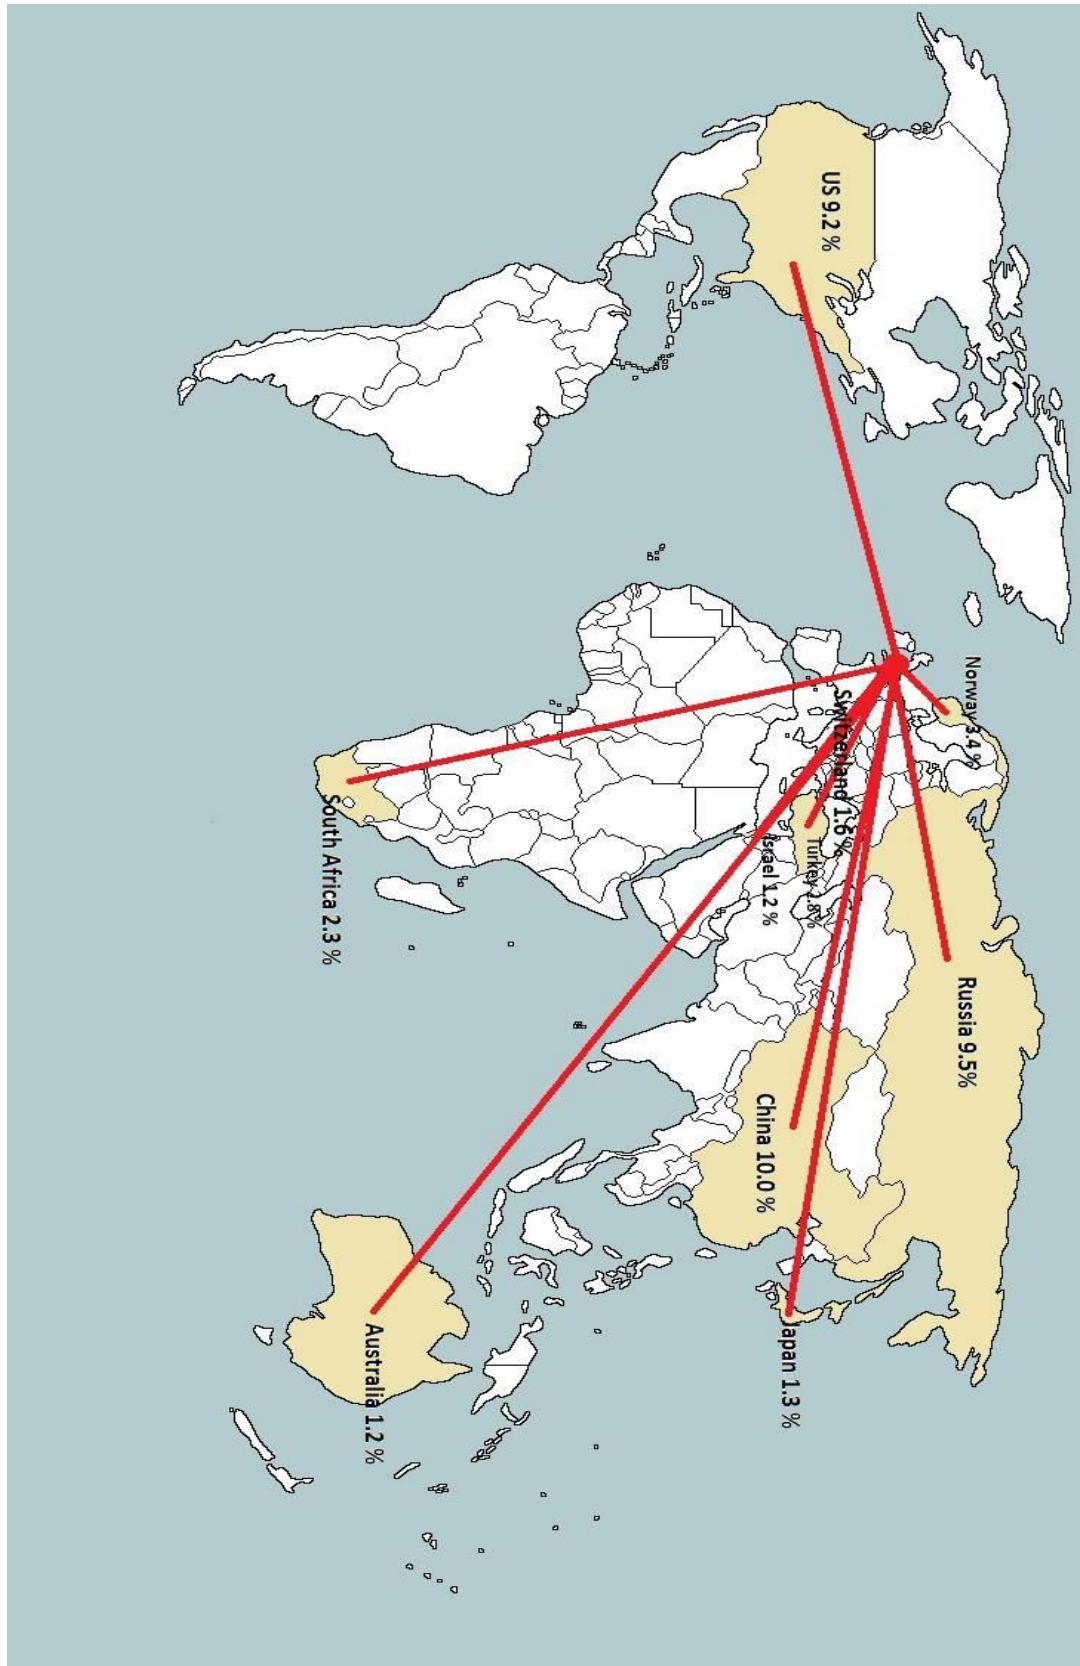 Norway 3.4 %
Russia 9.5%
US 9.2 %
Switzerland 1.6 %
Turkey 2.8%
Israel 1.2 %
China 10.0 %
Japan 1.3 %
South Africa 2.3 %
Australia 1.2 %